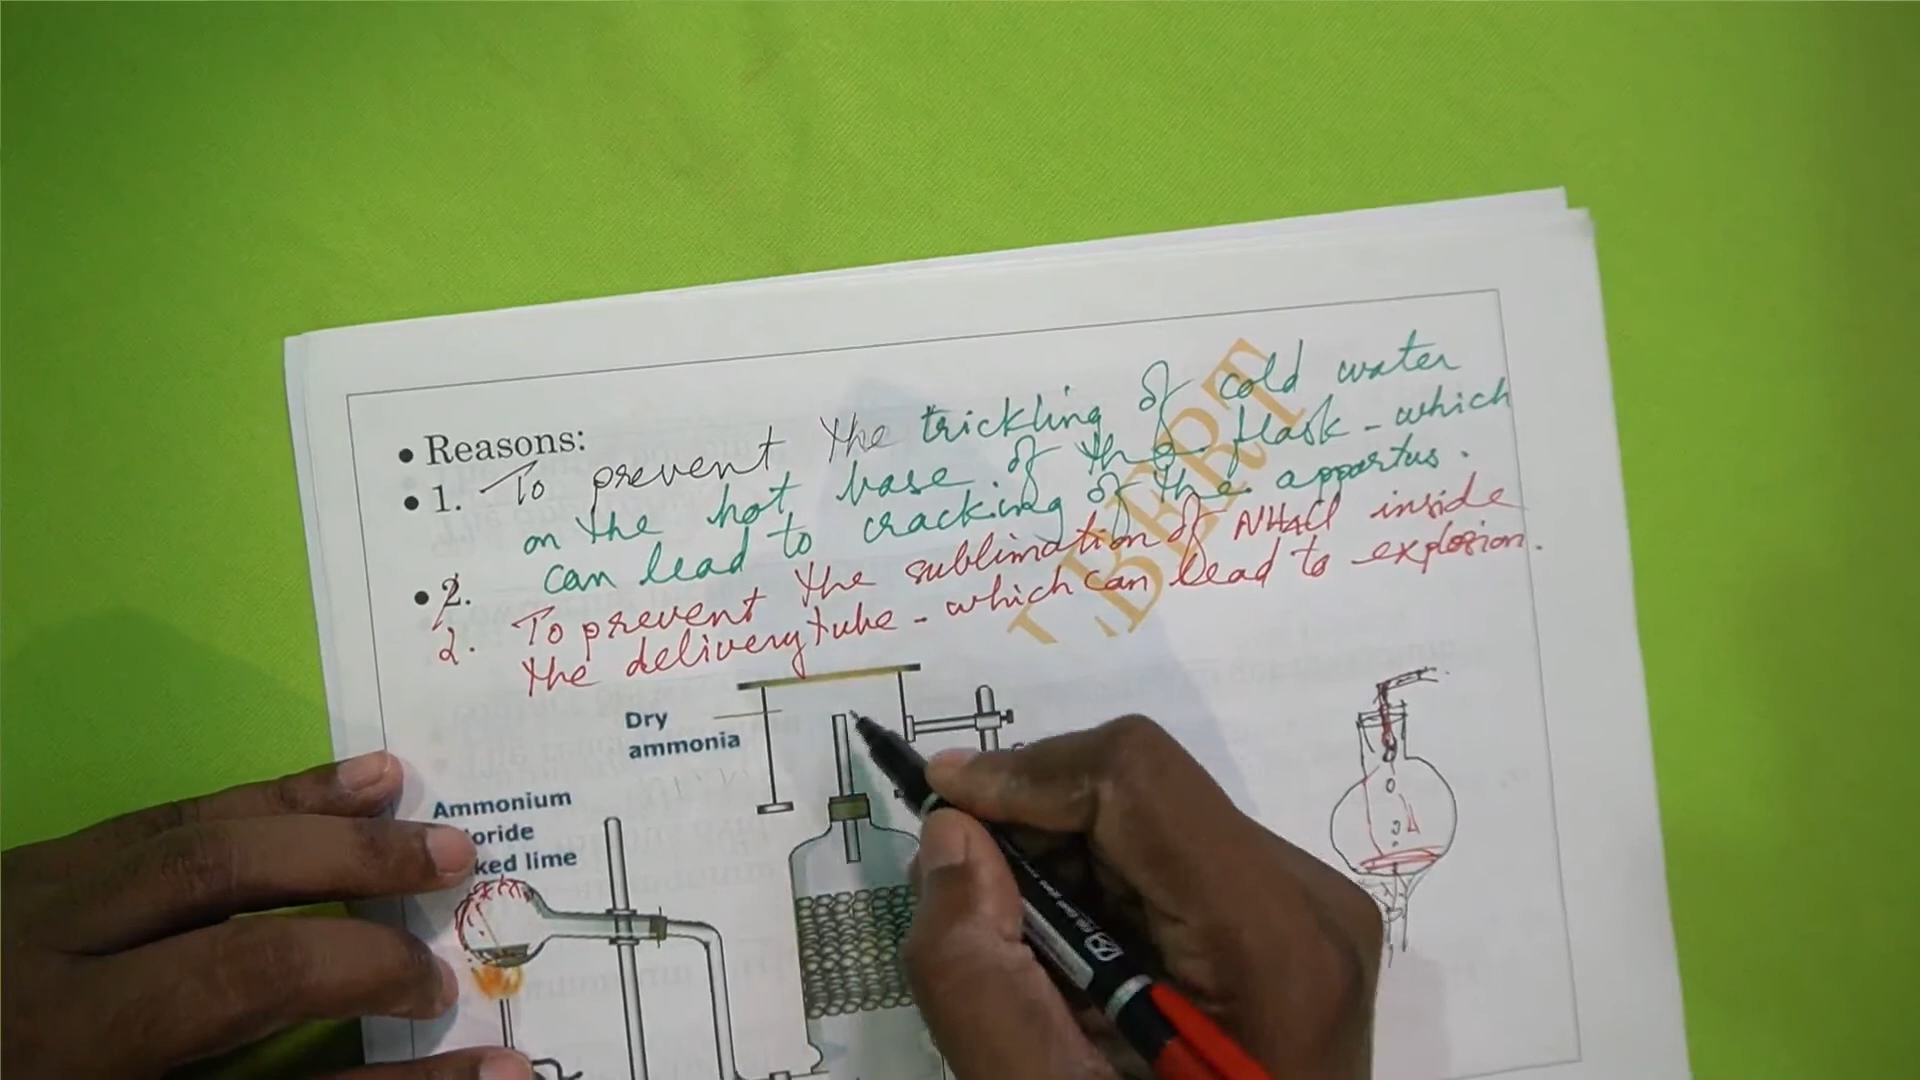 • Reasons:
• 1. To prevent the trickling of cold water
on the hot base of the flask - which
can lead to cracking of the appartus.
• 2.
2. To prevent the sublimation of NH4Cl inside
the delivery tube - which can lead to explosion.
Dry
ammonia
Ammonium
oride
ked lime